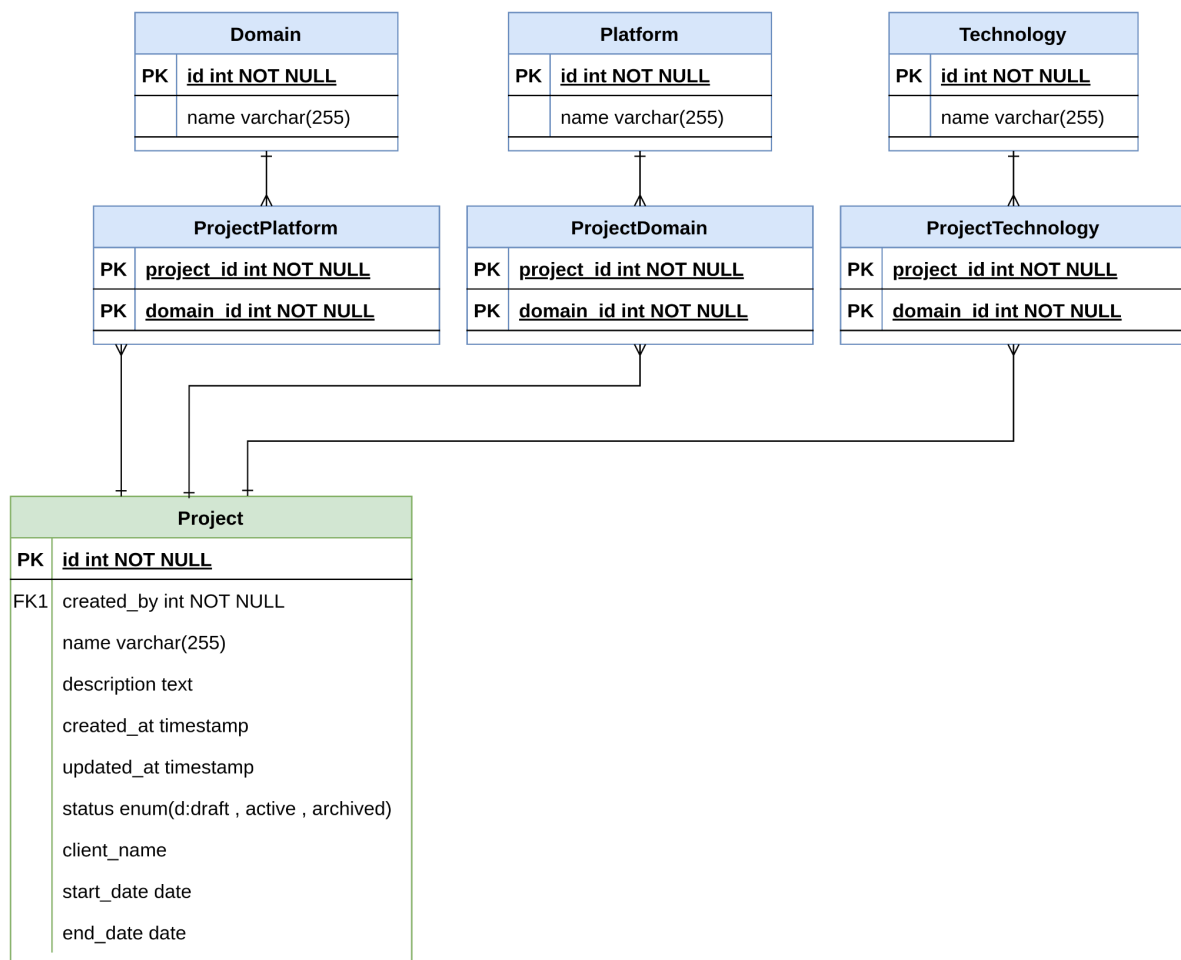 Domain
PK id int NOT NULL
name varchar(255)
Platform
PK id int NOT NULL
name varchar(255)
Technology
PK id int NOT NULL
name varchar(255)
ProjectPlatform
PK project_id int NOT NULL
PK domain_id int NOT NULL
ProjectDomain
PK project_id int NOT NULL
PK domain_id int NOT NULL
ProjectTechnology
PK project_id int NOT NULL
PK domain_id int NOT NULL
Project
PK id int NOT NULL
FK1 created_by int NOT NULL
name varchar(255)
description text
created_at timestamp
updated_at timestamp
status enum(d:draft , active , archived)
client_name
start_date date
end_date date